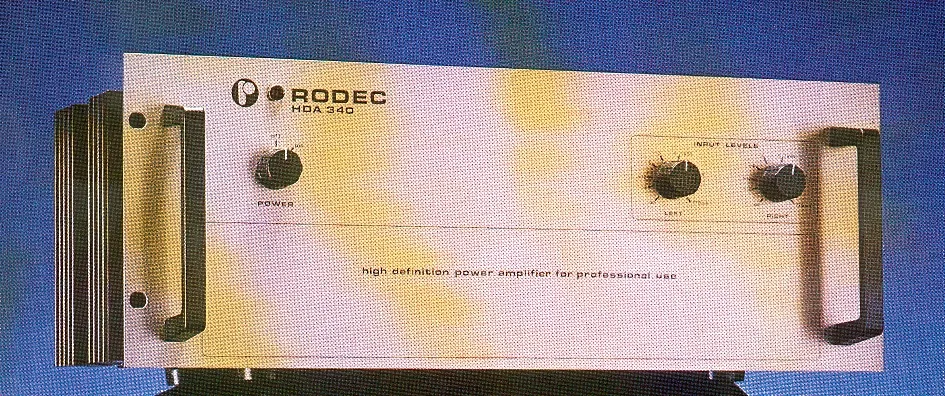 RODEC
HDA 340
POWER
INPUT LEVELS
LEFT
RIGHT
high definition power amplifier for professional use